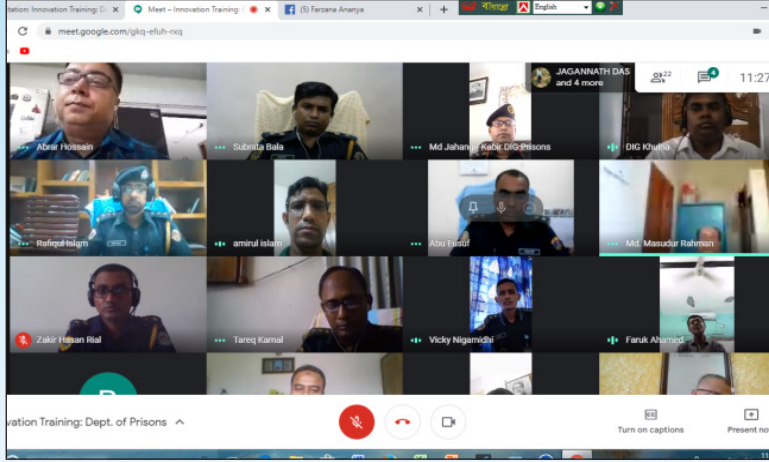 tation: Innovation Training: D
Meet – Innovation Training:
(5) Farzana Ananya
English
meet.google.com/gkq-efuh-rxq
JAGANNATH DAS
and 4 more
22
4
11:27
Abrar Hossain
Subrata Bala
Md Jahangir Kabir DIG Prisons
DIG Khulna
Rafiqul Islam
amirul islam
Abu Eusuf
Md. Masudur Rahman
Zakir Hasan Rial
Tareq Kamal
Vicky Nigarnidhi
Faruk Ahamed
vation Training: Dept. of Prisons
Turn on captions
Present no